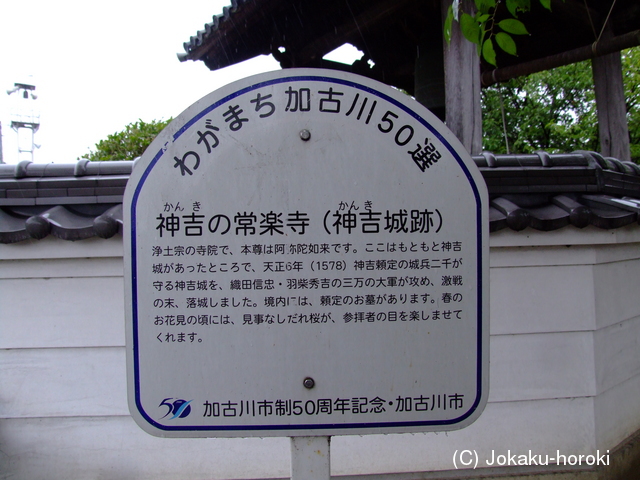 わがまち加古川50選
かんき
かんき
神吉の常楽寺(神吉城跡)
浄土宗の寺院で、本尊は阿弥陀如来です。ここはもともと神吉
城があったところで、天正6年(1578)神吉頼定の城兵二千が
守る神吉城を、織田信忠・羽柴秀吉の三万の大軍が攻め、激戦
の末、落城しました。境内には、頼定のお墓があります。春の
お花見の頃には、見事なしだれ桜が、参拝者の目を楽しませて
くれます。
50 加古川市制50周年記念・加古川市
(C) Jokaku-horoki